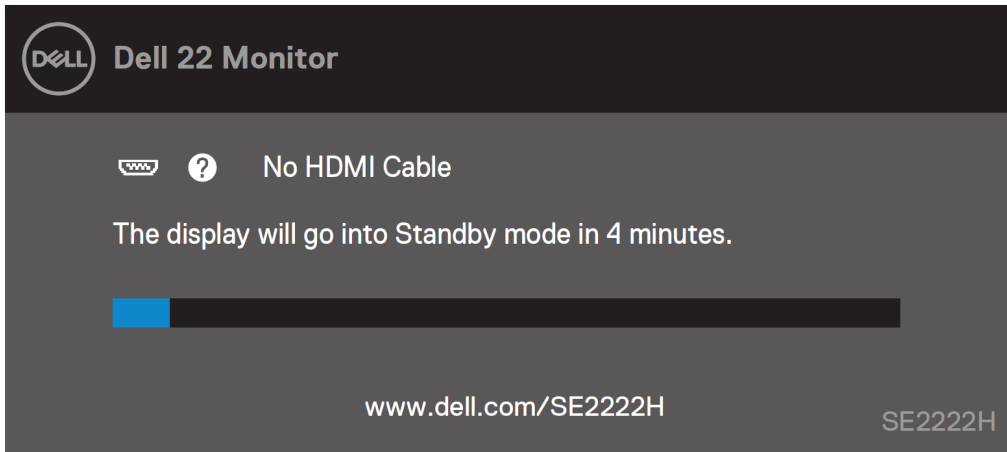 DELL Dell 22 Monitor
? No HDMI Cable
The display will go into Standby mode in 4 minutes.
www.dell.com/SE2222H
SE2222H